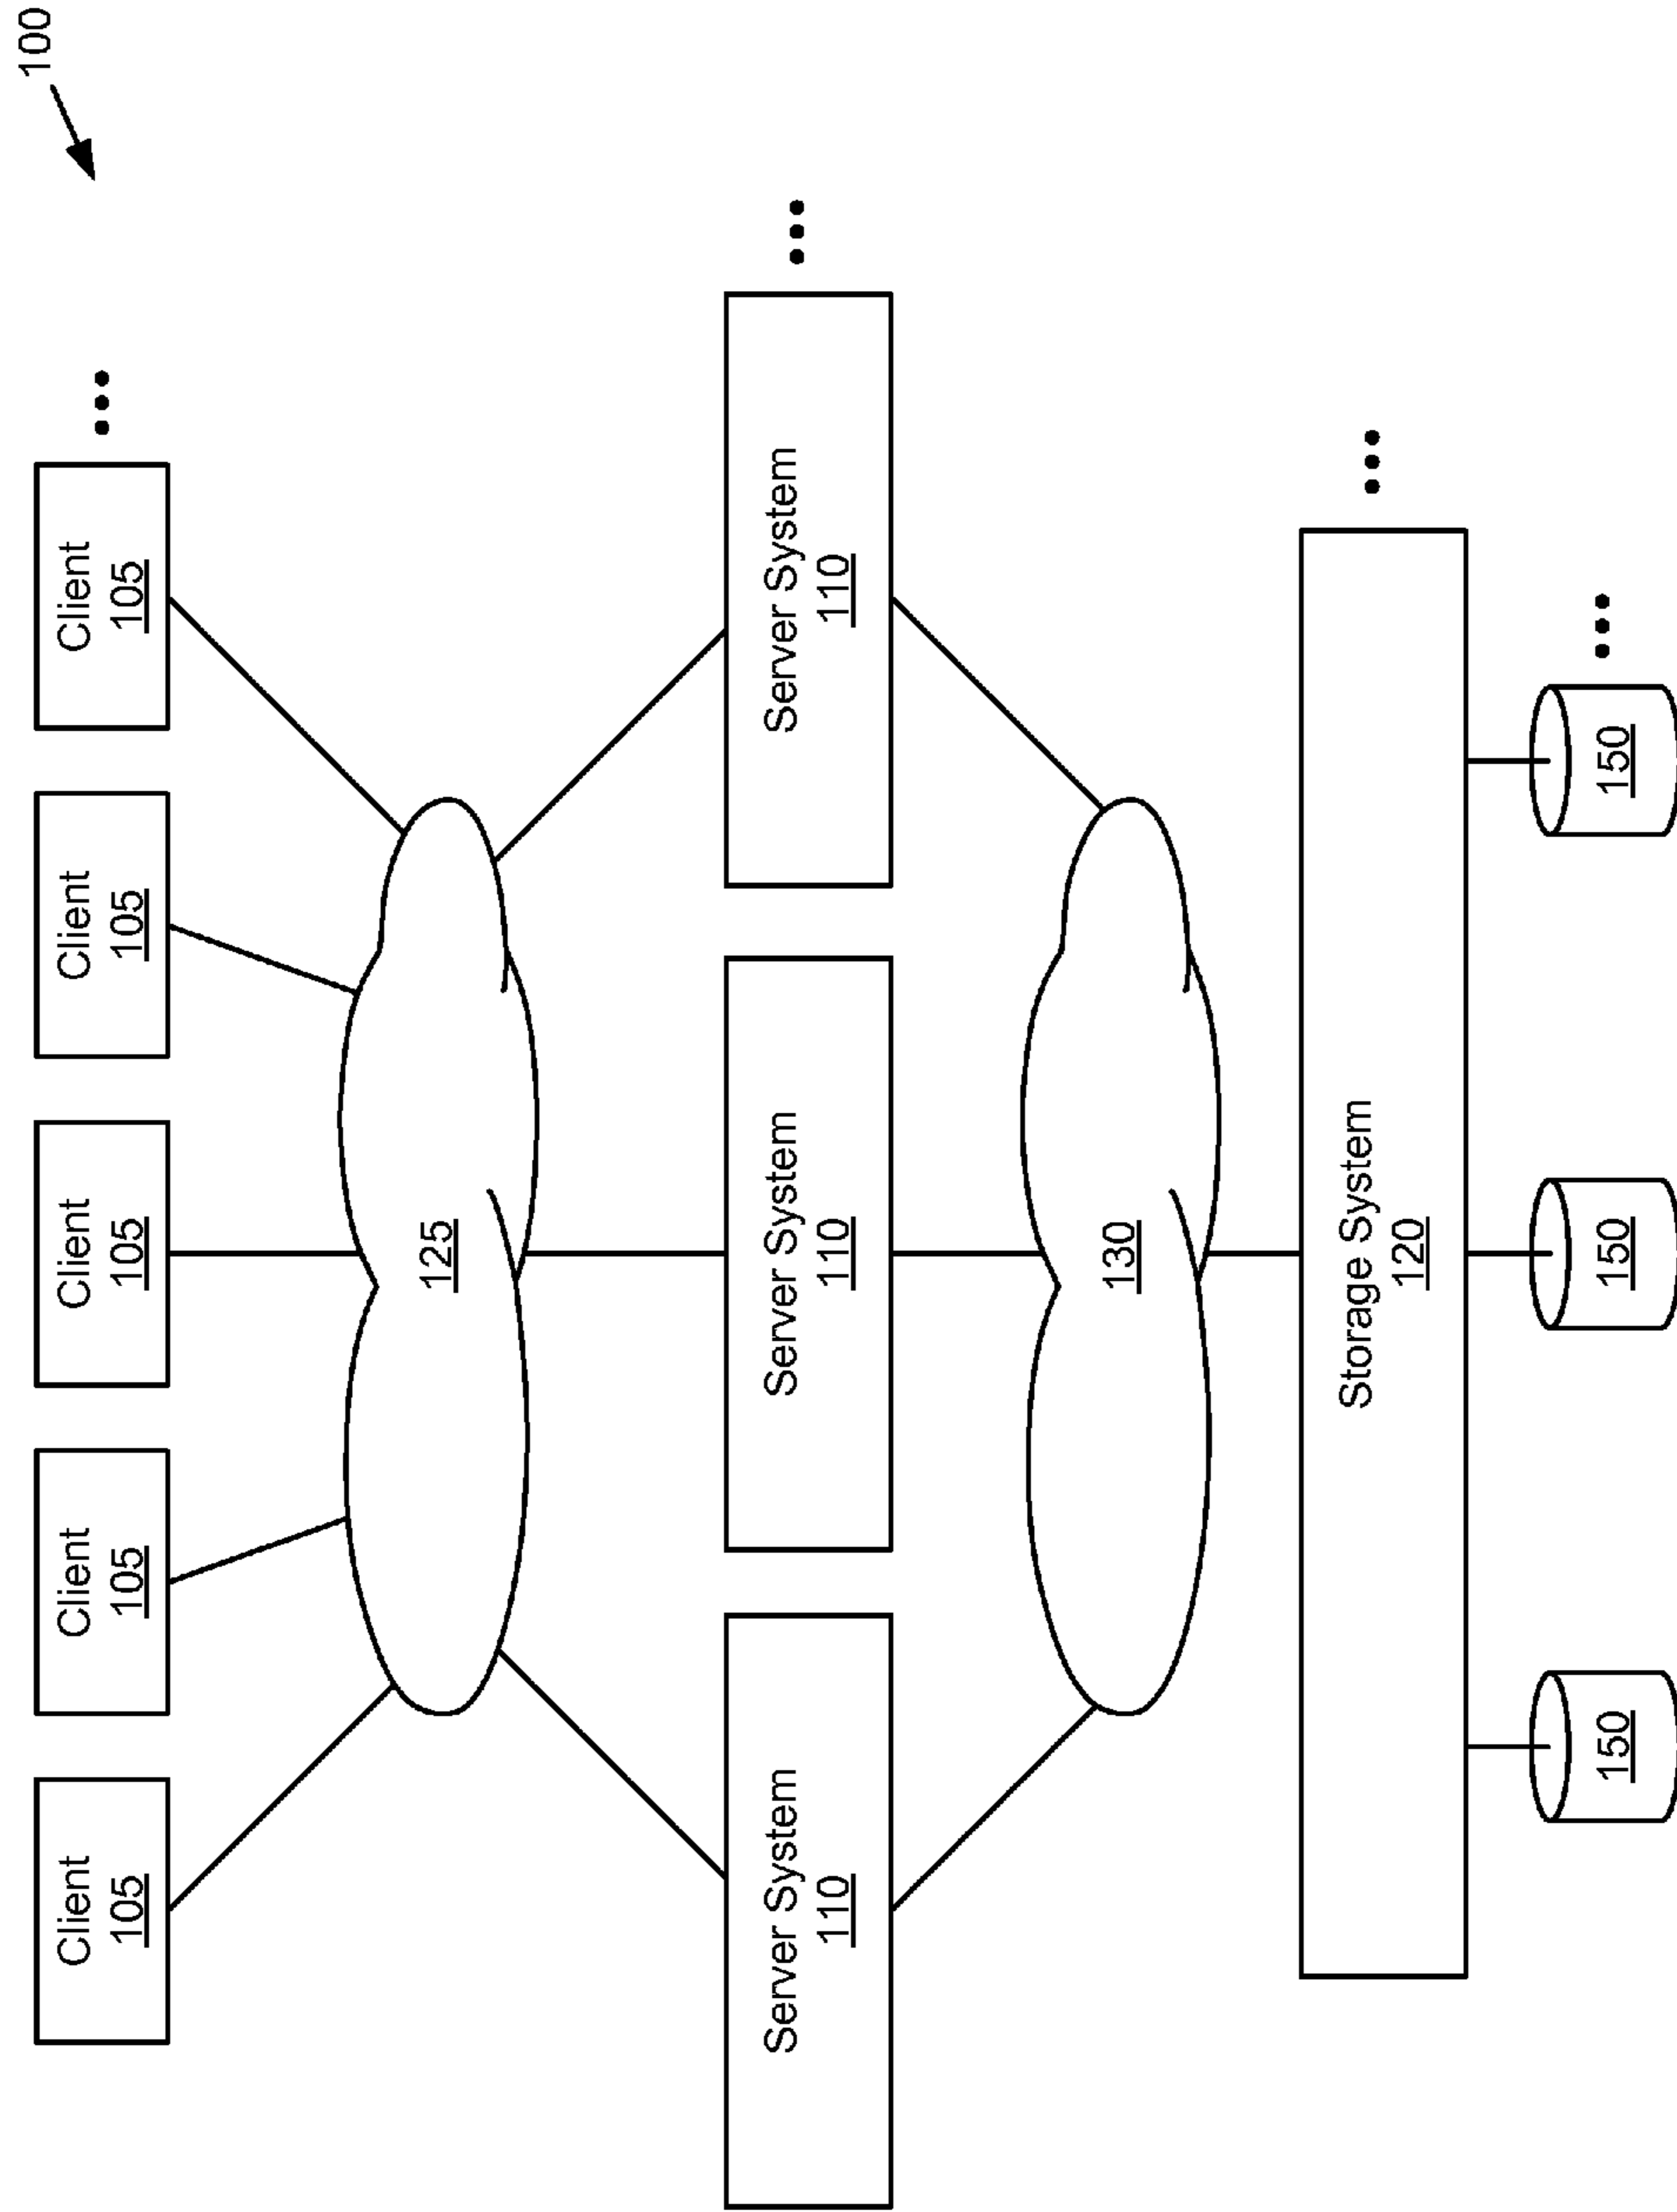 100
Client
105
Client
105
Client
105
Client
105
Client
105
...
125
Server System
110
Server System
110
Server System
110
...
130
Storage System
120
...
150
150
150
...